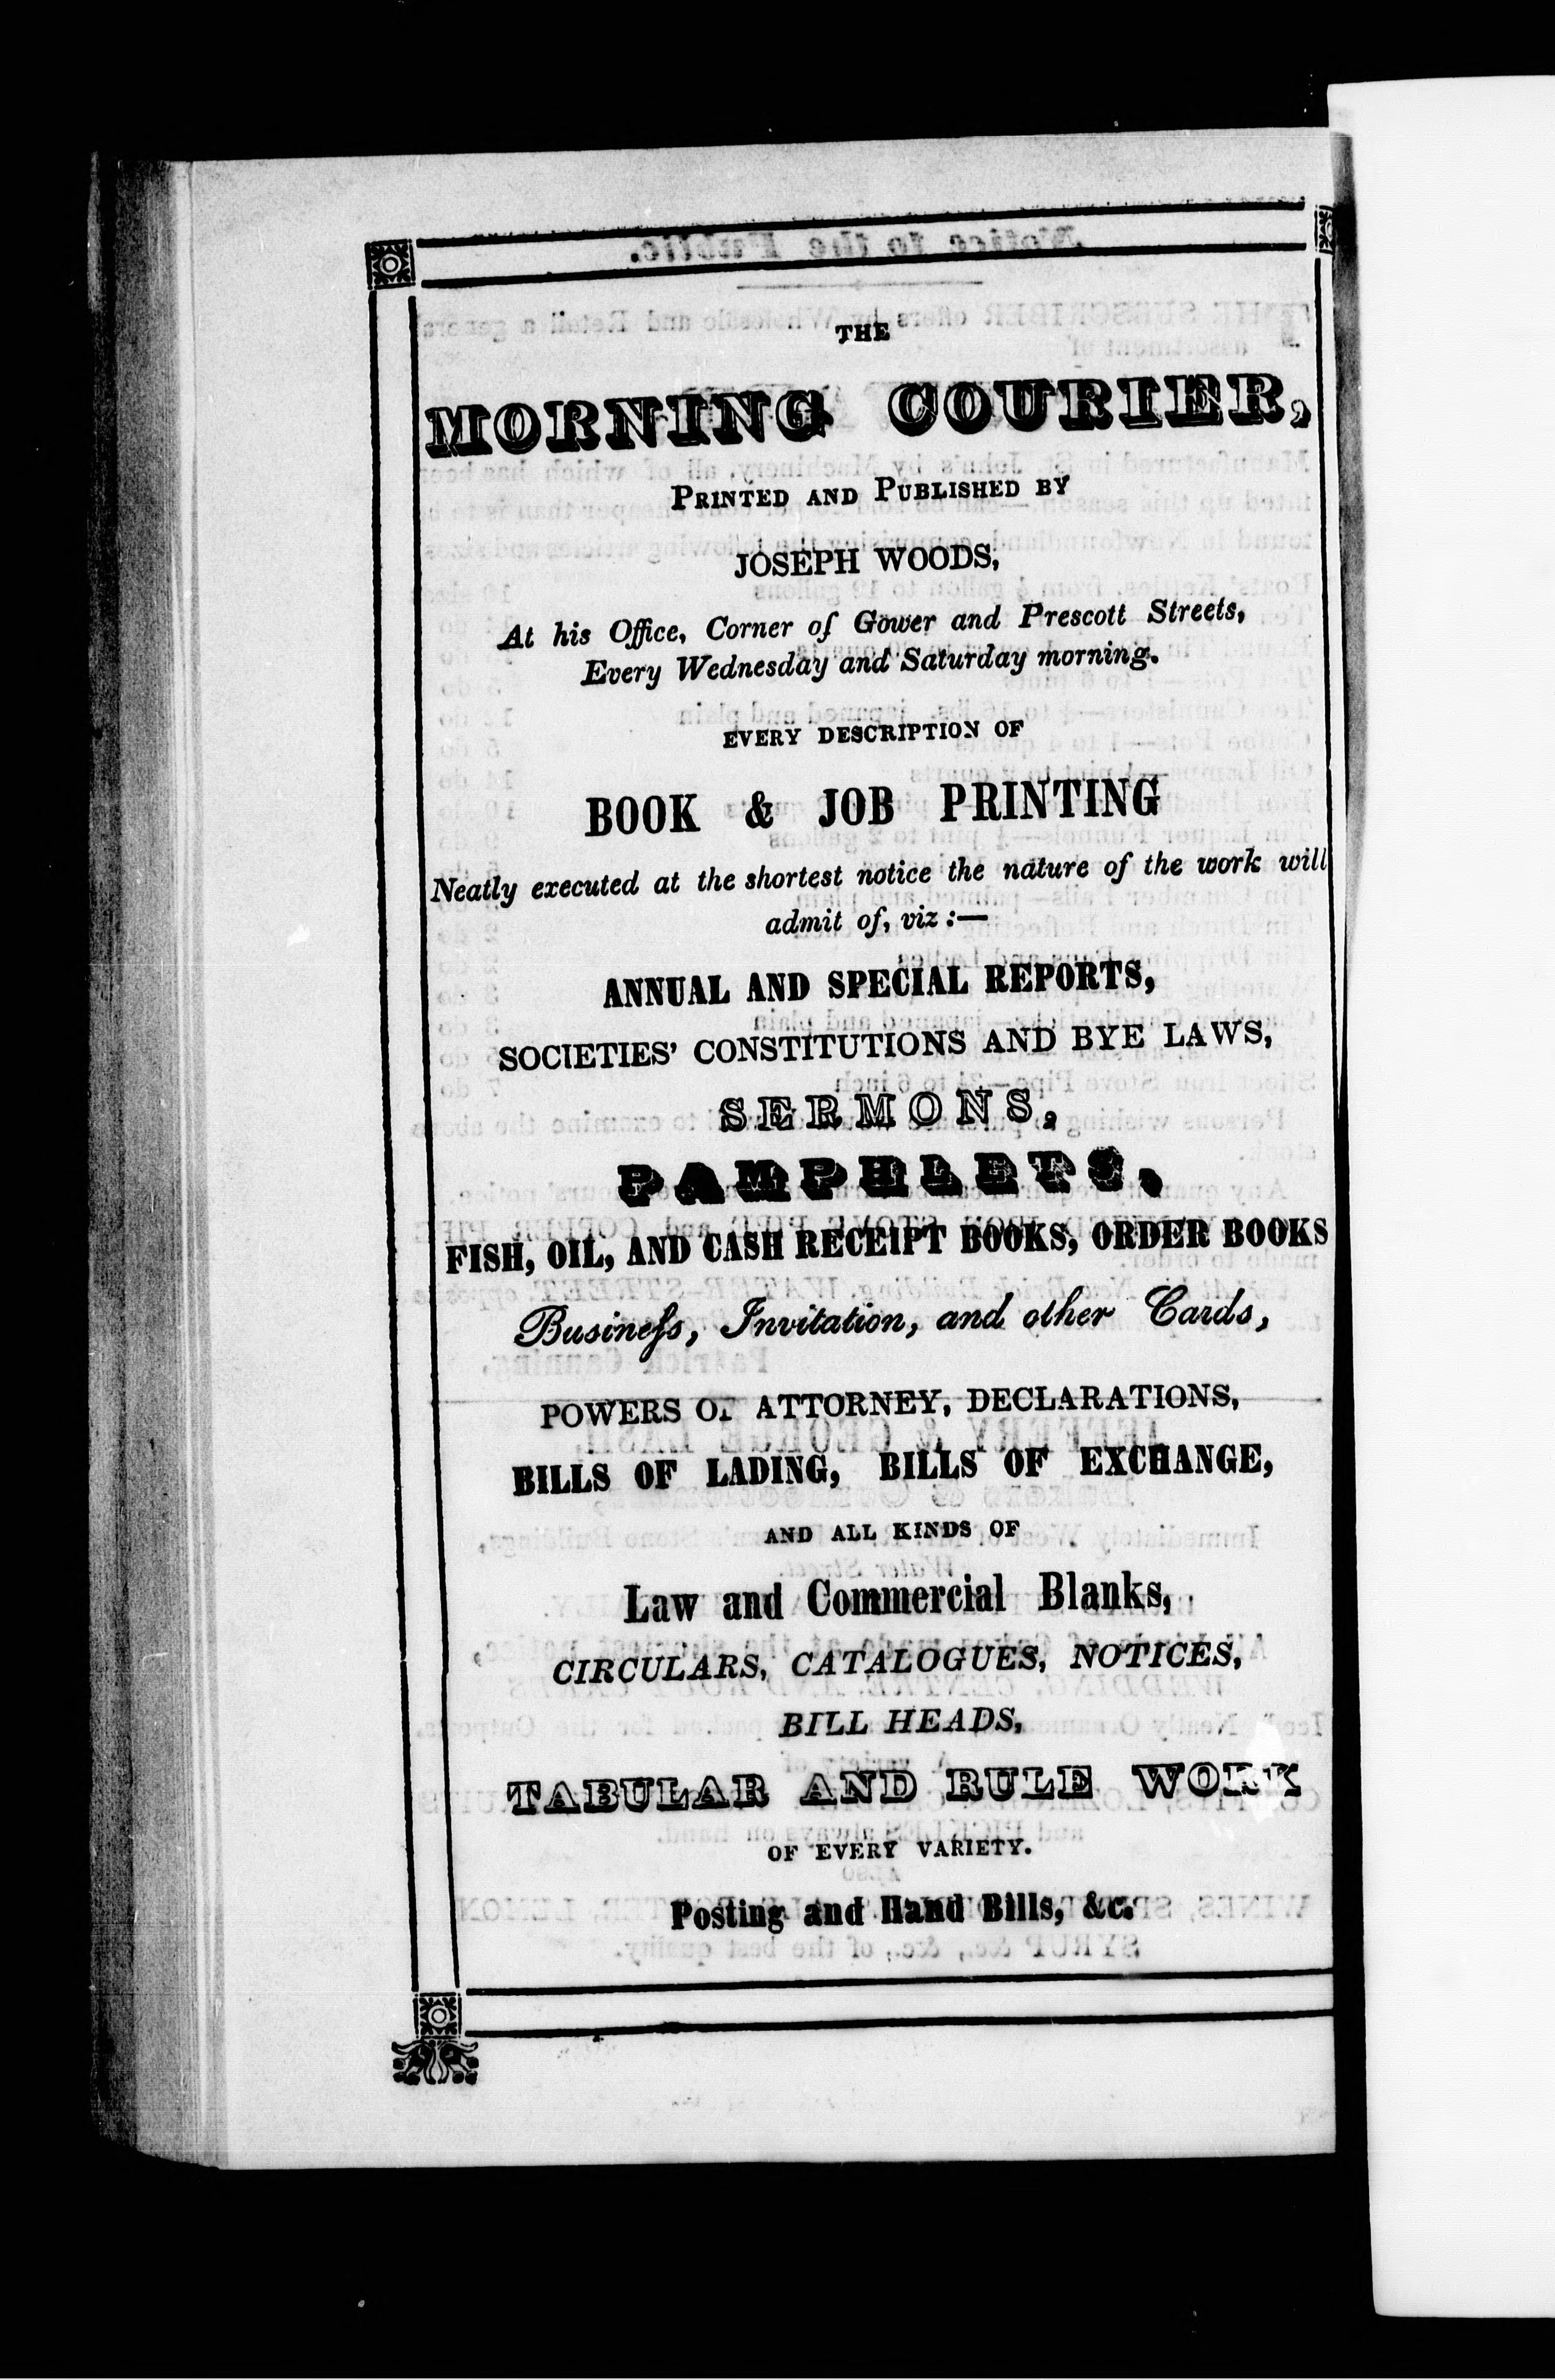 THE
MORNING COURIER,
PRINTED AND PUBLISHED BY
JOSEPH WOODS,
At his Office, Corner of Gower and Prescott Streets,
Every Wednesday and Saturday morning.
EVERY DESCRIPTION OF
BOOK & JOB PRINTING
Neatly executed at the shortest notice the nature of the work will
admit of, viz :—
ANNUAL AND SPECIAL REPORTS,
SOCIETIES' CONSTITUTIONS AND BYE LAWS,
SERMONS,
PAMPHLETS,
FISH, OIL, AND CASH RECEIPT BOOKS, ORDER BOOKS
Busineſs, Invitation, and other Cards,
POWERS OF ATTORNEY, DECLARATIONS,
BILLS OF LADING, BILLS OF EXCHANGE,
AND ALL KINDS OF
Law and Commercial Blanks,
CIRCULARS, CATALOGUES, NOTICES,
BILL HEADS,
TABULAR AND RULE WORK
OF EVERY VARIETY.
Posting and Hand Bills, &c.